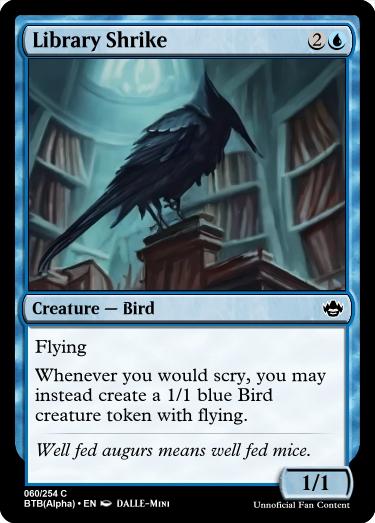 Library Shrike 2
Creature — Bird
Flying
Whenever you would scry, you may
instead create a 1/1 blue Bird
creature token with flying.
Well fed augurs means well fed mice.
1/1
060/254 C
BTB(Alpha) • EN DALLE-Mini
Unofficial Fan Content